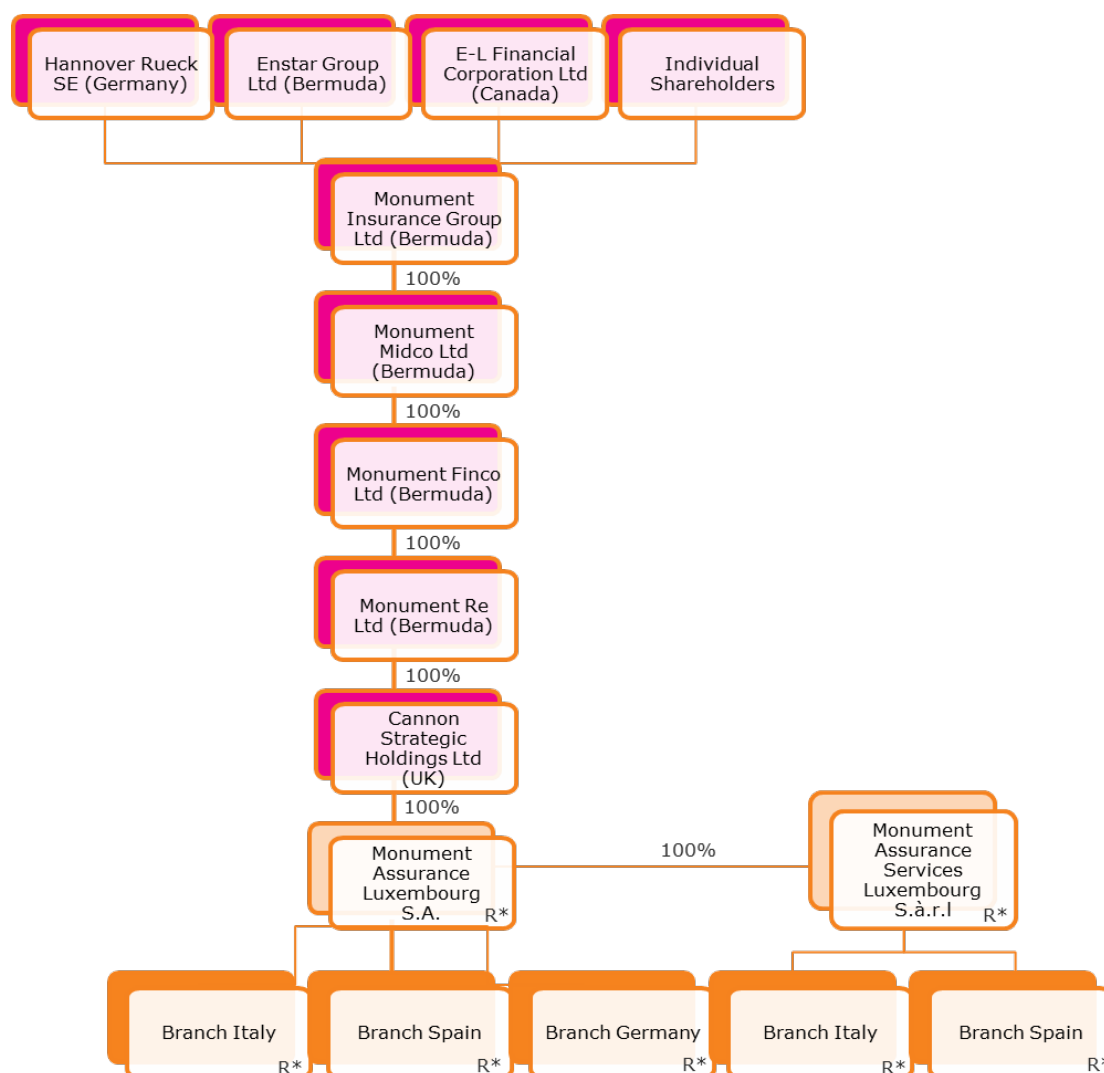 Hannover Rueck
SE (Germany)
Enstar Group
Ltd (Bermuda)
E-L Financial
Corporation Ltd
(Canada)
Individual
Shareholders
Monument
Insurance Group
Ltd (Bermuda)
100%
Monument
Midco Ltd
(Bermuda)
100%
Monument Finco
Ltd (Bermuda)
100%
Monument Re
Ltd (Bermuda)
100%
Cannon
Strategic
Holdings Ltd
(UK)
100%
Monument
Assurance
Luxembourg
S.A.
R*
100%
Monument
Assurance
Services
Luxembourg
S.à.r.l
R*
Branch Italy
R*
Branch Spain
R*
Branch Germany
R*
Branch Italy
R*
Branch Spain
R*